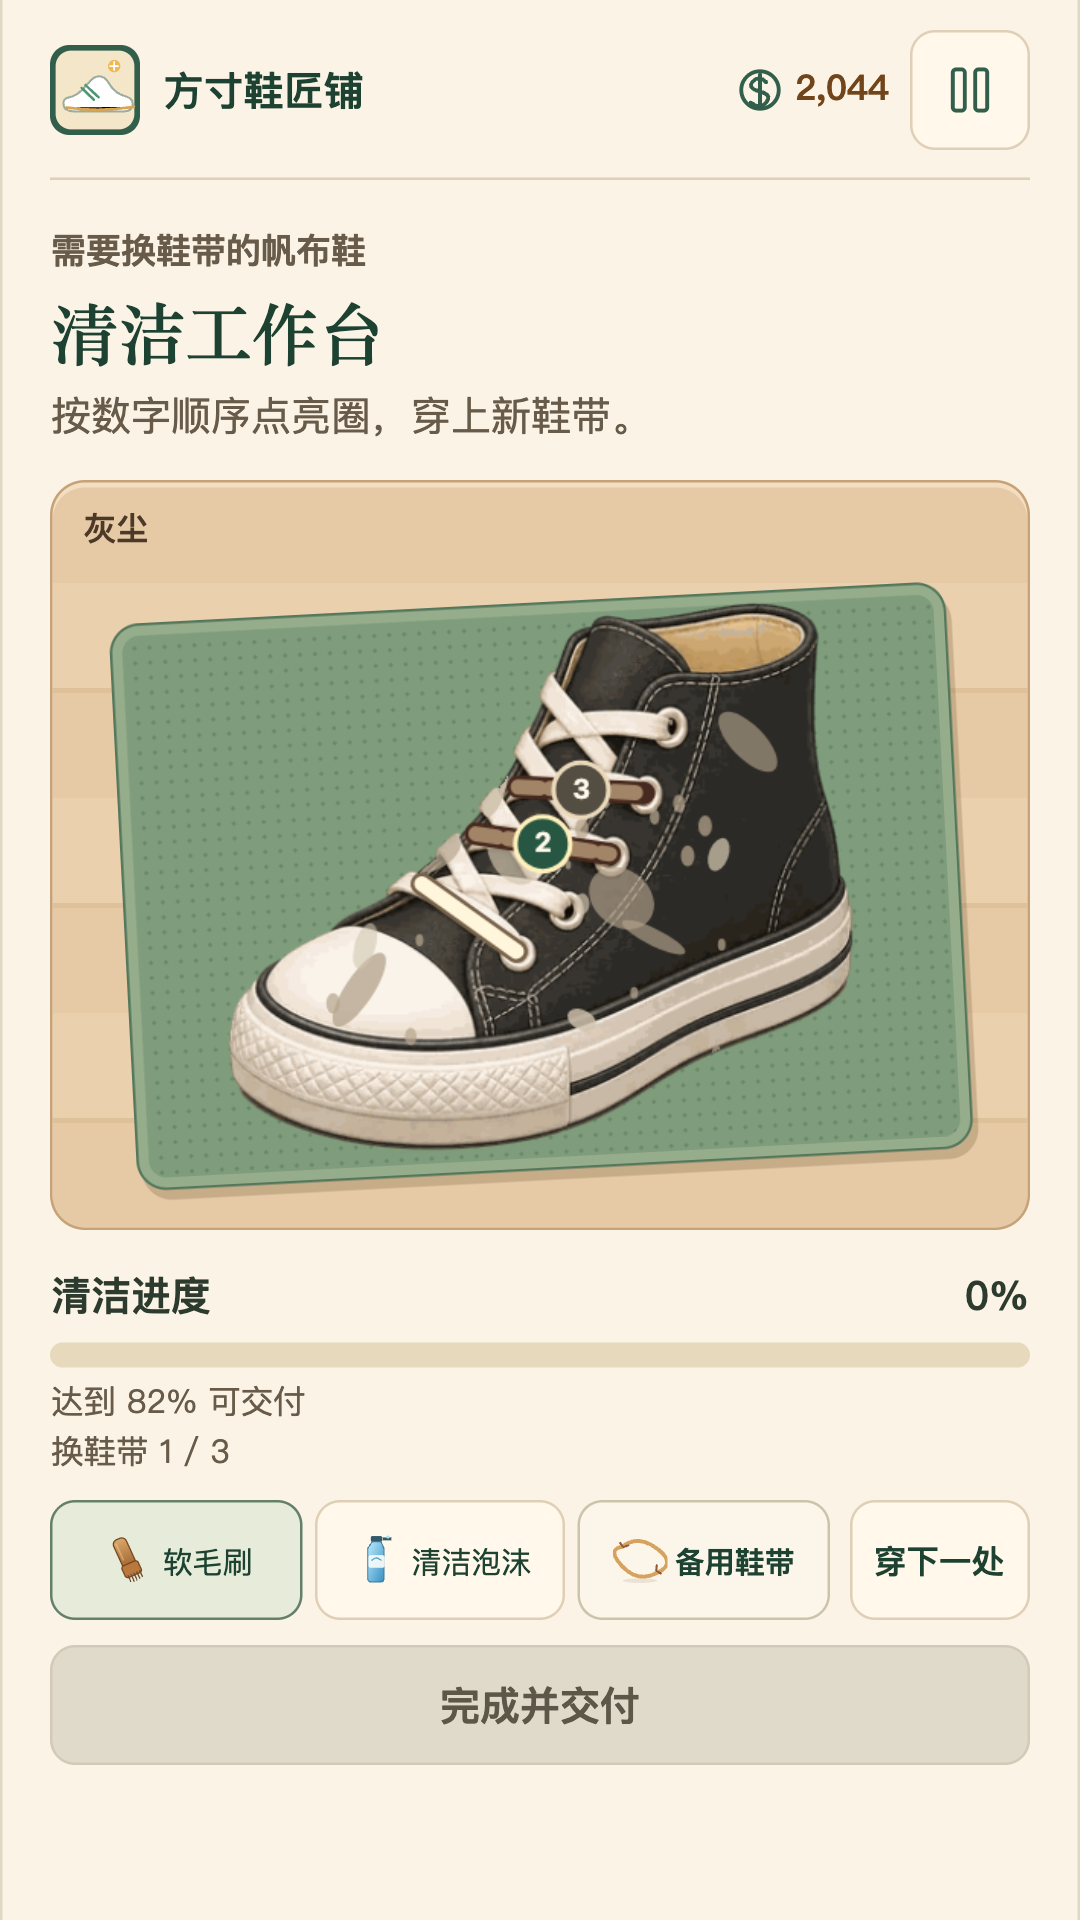 方寸鞋匠铺
2,044
需要换鞋带的帆布鞋
清洁工作台
按数字顺序点亮圈，穿上新鞋带。
灰尘
3
2
清洁进度
0%
达到 82% 可交付
换鞋带 1 / 3
软毛刷
清洁泡沫
备用鞋带
穿下一处
完成并交付